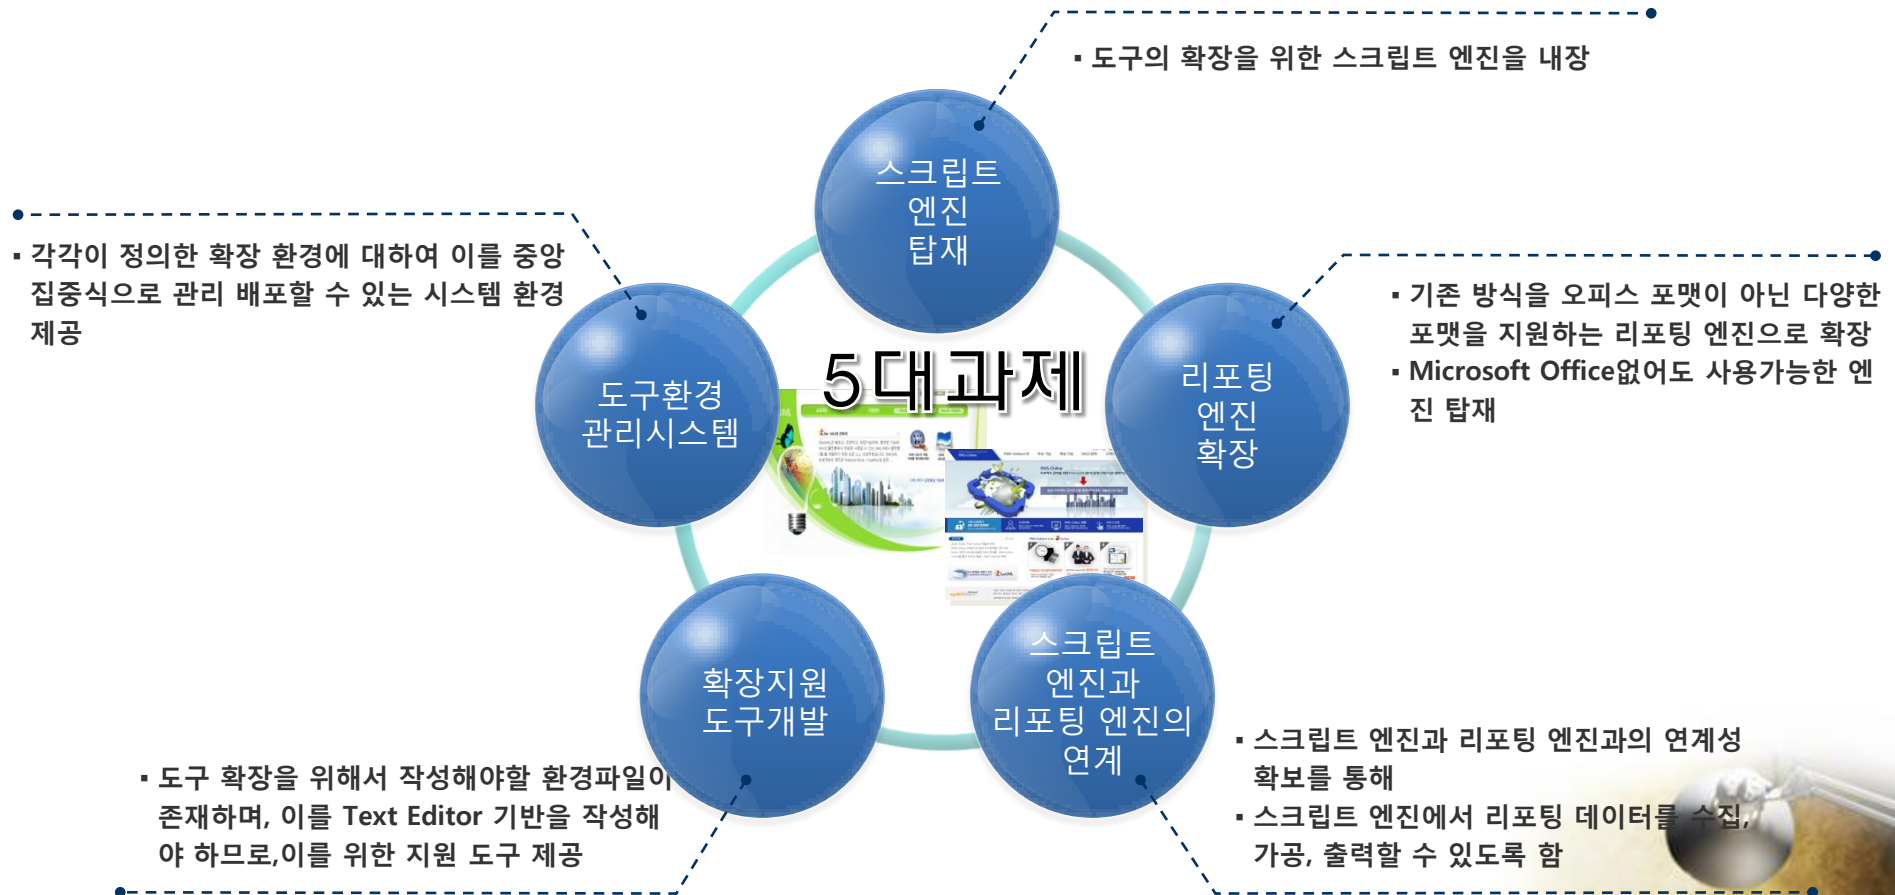 ▪ 도구의 확장을 위한 스크립트 엔진을 내장
스크립트
엔진
탑재
▪ 각각이 정의한 확장 환경에 대하여 이를 중앙
집중식으로 관리 배포할 수 있는 시스템 환경
제공
▪ 기존 방식을 오피스 포맷이 아닌 다양한
포맷을 지원하는 리포팅 엔진으로 확장
▪ Microsoft Office없어도 사용가능한 엔
진 탑재
5대과제
도구환경
관리시스템
리포팅
엔진
확장
확장지원
도구개발
스크립트
엔진과
리포팅 엔진의
연계
▪ 도구 확장을 위해서 작성해야할 환경파일이
존재하며, 이를 Text Editor 기반을 작성해
야 하므로,이를 위한 지원 도구 제공
▪ 스크립트 엔진과 리포팅 엔진과의 연계성
확보를 통해
▪ 스크립트 엔진에서 리포팅 데이터를 수집,
가공, 출력할 수 있도록 함